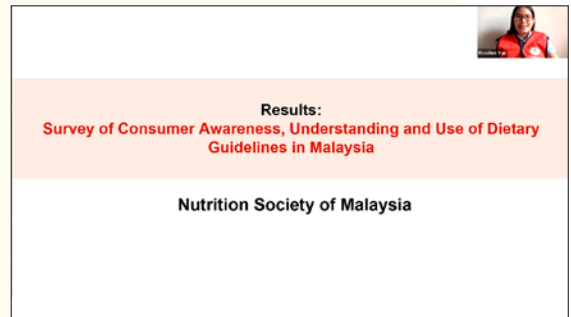 Results:
Survey of Consumer Awareness, Understanding and Use of Dietary
Guidelines in Malaysia
Nutrition Society of Malaysia